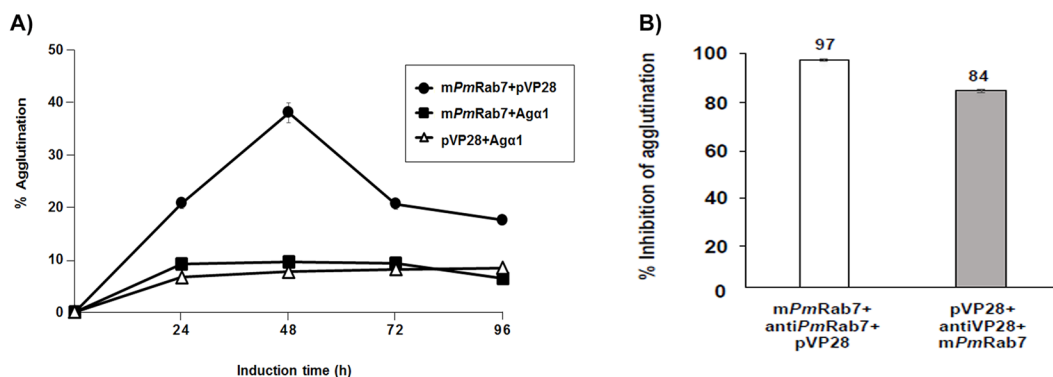 A)
50
40
30
20
10
0
% Agglutination
24 48 72 96
Induction time (h)
mPmRab7+pVP28
mPmRab7+Agα1
pVP28+Agα1
B)
100
80
60
40
20
0
% Inhibition of agglutination
97
84
mPmRab7+
antiPmRab7+
pVP28
pVP28+
antiVP28+
mPmRab7